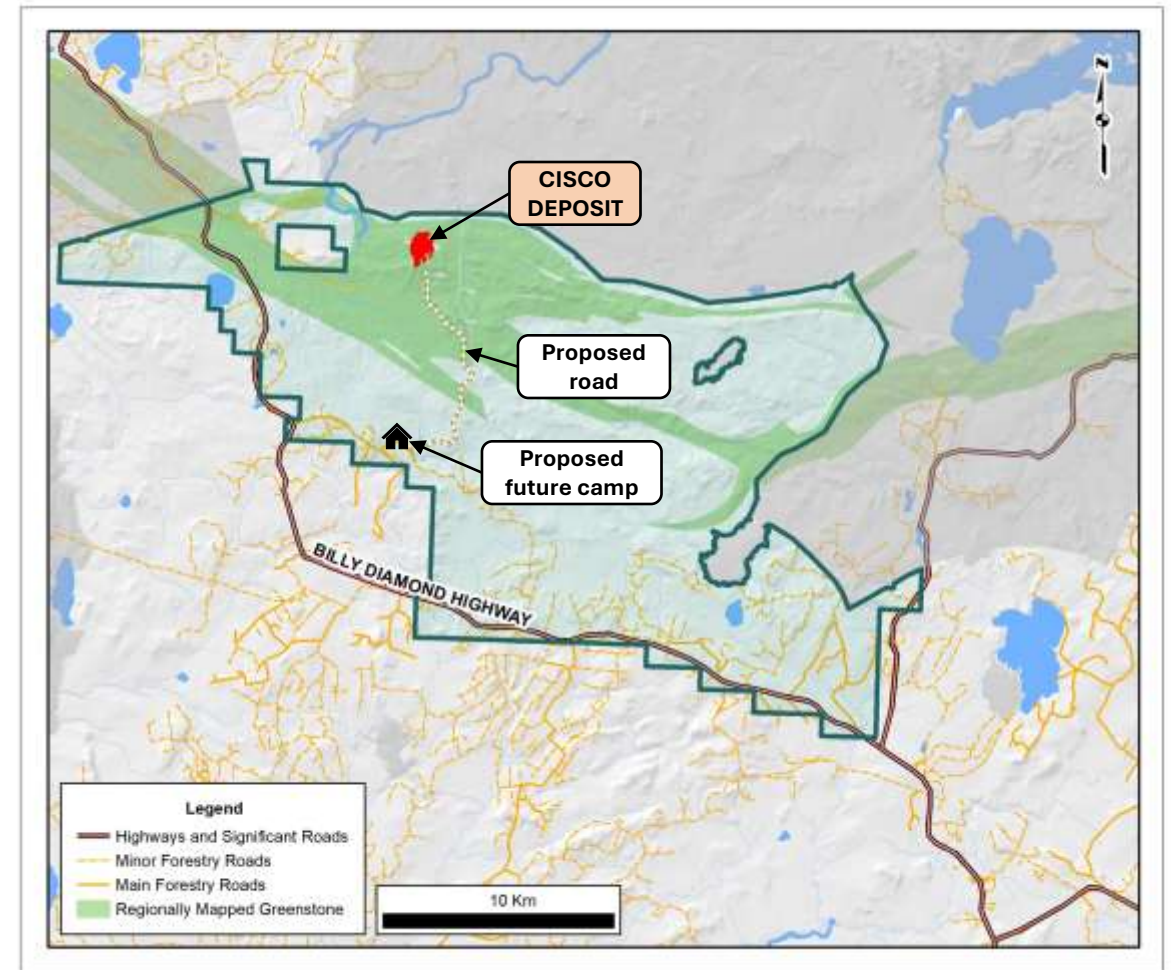 N
CISCO
DEPOSIT
Proposed
road
Proposed
future camp
BILLY DIAMOND HIGHWAY
Legend
Highways and Significant Roads
Minor Forestry Roads
Main Forestry Roads
Regionally Mapped Greenstone
10 Km